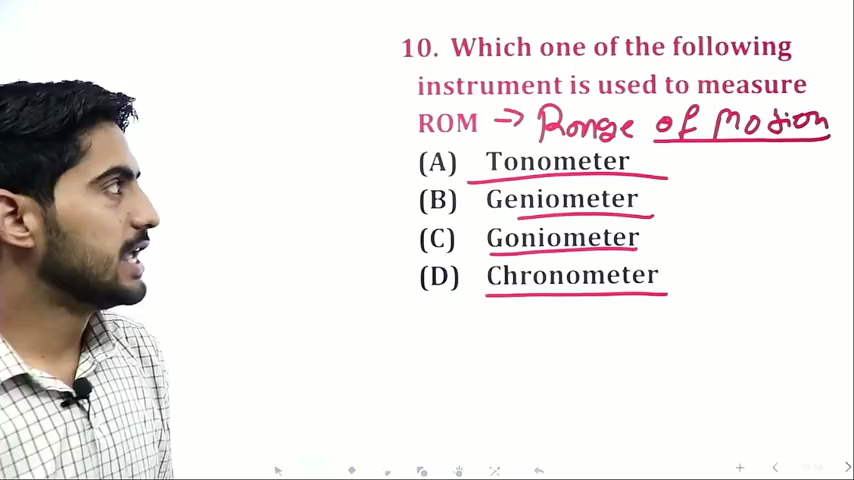 10. Which one of the following
instrument is used to measure
ROM → Range of Motion
(A) Tonometer
(B) Geniometer
(C) Goniometer
(D) Chronometer